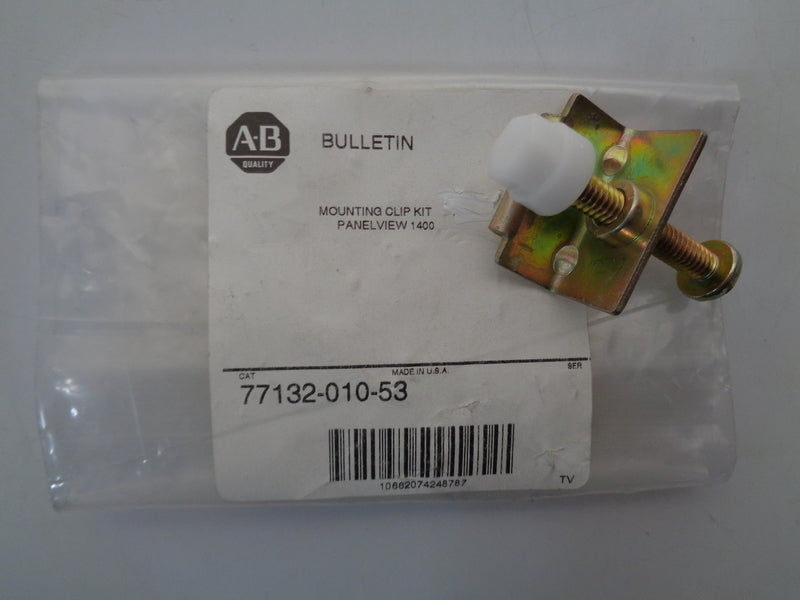 A-B
QUALITY
BULLETIN
MOUNTING CLIP KIT
PANELVIEW 1400
CAT MADE IN U.S.A. SER
77132-010-53
10662074248787
TV